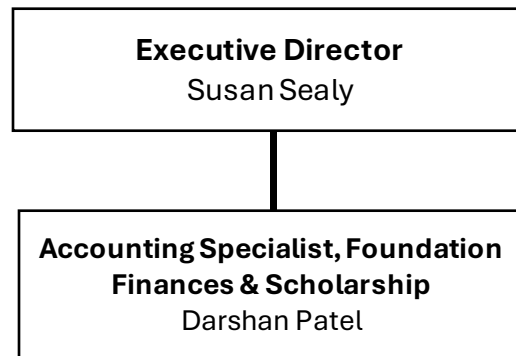 Executive Director
Susan Sealy
Accounting Specialist, Foundation
Finances & Scholarship
Darshan Patel